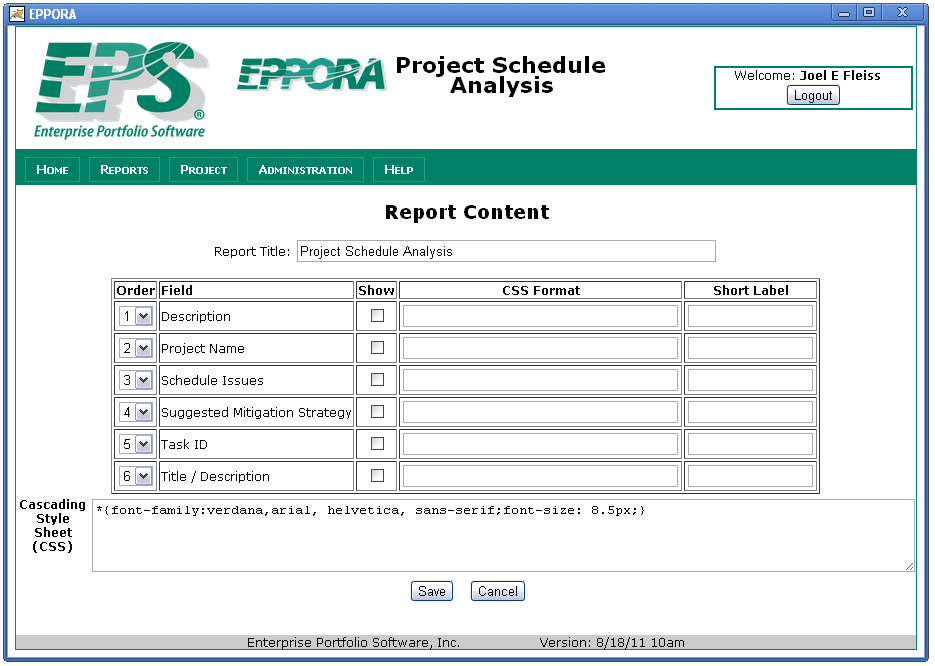 EPPORA
EPS®
Enterprise Portfolio Software
EPPORA
Project Schedule
Analysis
Welcome: Joel E Fleiss
Logout
Home Reports Project Administration Help
Report Content
Report Title: Project Schedule Analysis
Order Field Show CSS Format Short Label
1 Description
2 Project Name
3 Schedule Issues
4 Suggested Mitigation Strategy
5 Task ID
6 Title / Description
Cascading
Style
Sheet
(CSS)
*{font-family:verdana,arial, helvetica, sans-serif;font-size: 8.5px;}
Save Cancel
Enterprise Portfolio Software, Inc. Version: 8/18/11 10am